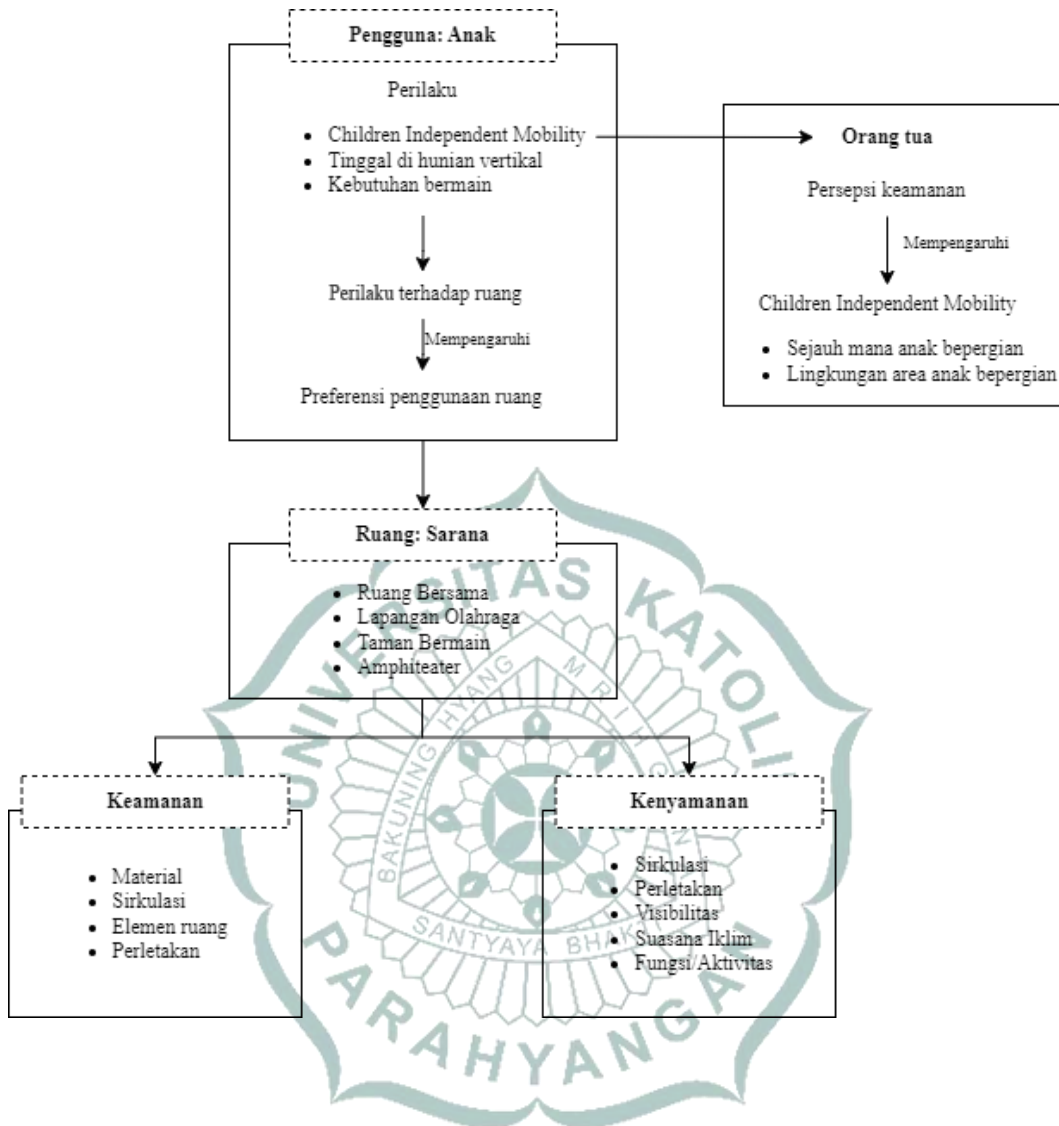 Pengguna: Anak
Perilaku
• Children Independent Mobility
• Tinggal di hunian vertikal
• Kebutuhan bermain
Perilaku terhadap ruang
Mempengaruhi
Preferensi penggunaan ruang
Orang tua
Persepsi keamanan
Mempengaruhi
Children Independent Mobility
• Sejauh mana anak bepergian
• Lingkungan area anak bepergian
Ruang: Sarana
• Ruang Bersama
• Lapangan Olahraga
• Taman Bermain
• Amphiteater
Keamanan
• Material
• Sirkulasi
• Elemen ruang
• Perletakan
Kenyamanan
• Sirkulasi
• Perletakan
• Visibilitas
• Suasana Iklim
• Fungsi/Aktivitas
UNIVERSITAS KATOLI
PARAHYANGAN
BAKUNING HYANG MRIH
SANTYAYA BHAKT